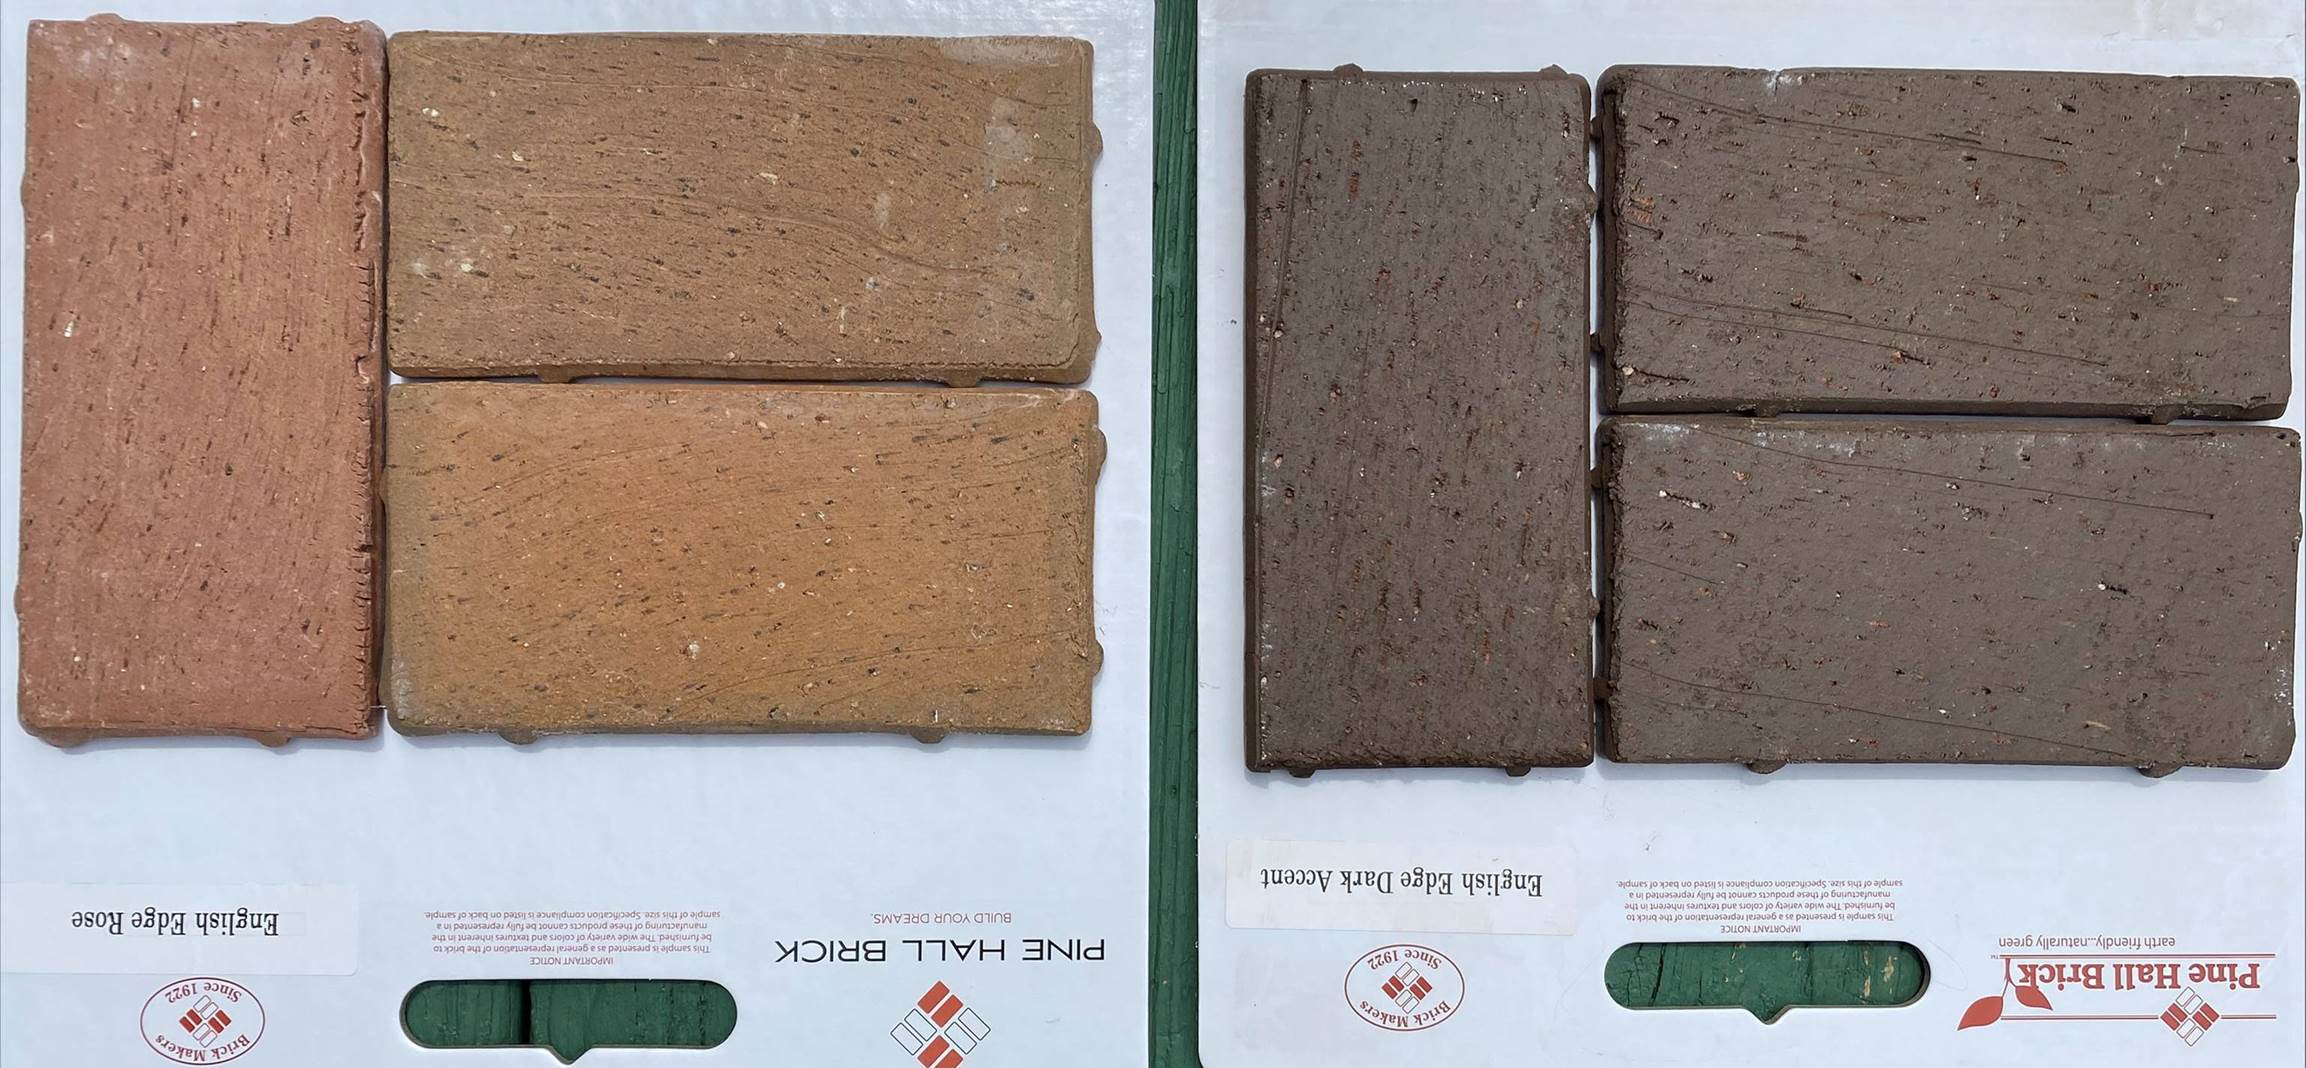 English Edge Rose
Brick Makers
Since 1922
IMPORTANT NOTICE
This sample is presented as a general representation of the brick to
be furnished. The wide variety of colors and textures inherent in the
manufacturing of these products cannot be fully represented in a
sample of this size. Specification compliance is listed on back of sample.
PINE HALL BRICK
BUILD YOUR DREAMS.
English Edge Dark Accent
Brick Makers
Since 1922
IMPORTANT NOTICE
This sample is presented as a general representation of the brick to
be furnished. The wide variety of colors and textures inherent in the
manufacturing of these products cannot be fully represented in a
sample of this size. Specification compliance is listed on back of sample.
Pine Hall Brick™
earth friendly...naturally green